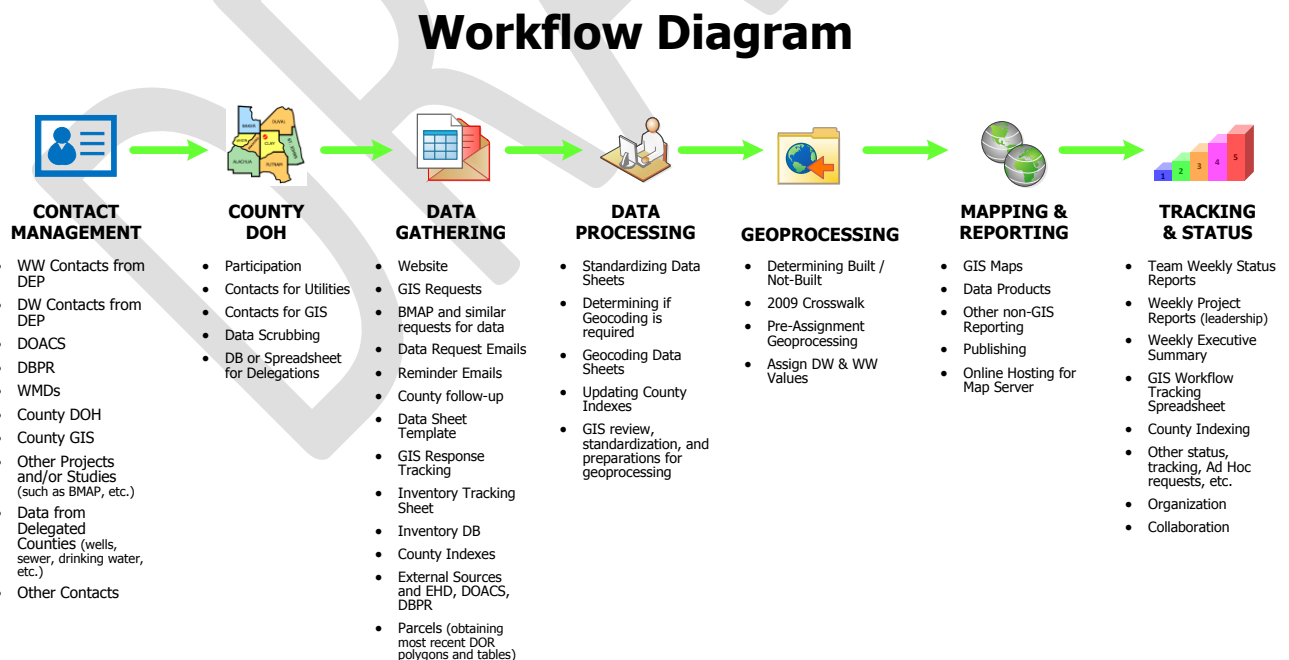 Workflow Diagram
BAKER
DUVAL
CLAY
ST. JOHNS
ALACHUA
PUTNAM
1
2
3
4
5
CONTACT
MANAGEMENT
• WW Contacts from
DEP
• DW Contacts from
DEP
• DOACS
• DBPR
• WMDs
• County DOH
• County GIS
• Other Projects
and/or Studies
(such as BMAP, etc.)
• Data from
Delegated
Counties (wells,
sewer, drinking water,
etc.)
• Other Contacts
COUNTY
DOH
• Participation
• Contacts for Utilities
• Contacts for GIS
• Data Scrubbing
• DB or Spreadsheet
for Delegations
DATA
GATHERING
• Website
• GIS Requests
• BMAP and similar
requests for data
• Data Request Emails
• Reminder Emails
• County follow-up
• Data Sheet
Template
• GIS Response
Tracking
• Inventory Tracking
Sheet
• Inventory DB
• County Indexes
• External Sources
and EHD, DOACS,
DBPR
• Parcels (obtaining
most recent DOR
polygons and tables)
DATA
PROCESSING
• Standardizing Data
Sheets
• Determining if
Geocoding is
required
• Geocoding Data
Sheets
• Updating County
Indexes
• GIS review,
standardization, and
preparations for
geoprocessing
GEOPROCESSING
• Determining Built /
Not-Built
• 2009 Crosswalk
• Pre-Assignment
Geoprocessing
• Assign DW & WW
Values
MAPPING &
REPORTING
• GIS Maps
• Data Products
• Other non-GIS
Reporting
• Publishing
• Online Hosting for
Map Server
TRACKING
& STATUS
• Team Weekly Status
Reports
• Weekly Project
Reports (leadership)
• Weekly Executive
Summary
• GIS Workflow
Tracking
Spreadsheet
• County Indexing
• Other status,
tracking, Ad Hoc
requests, etc.
• Organization
• Collaboration